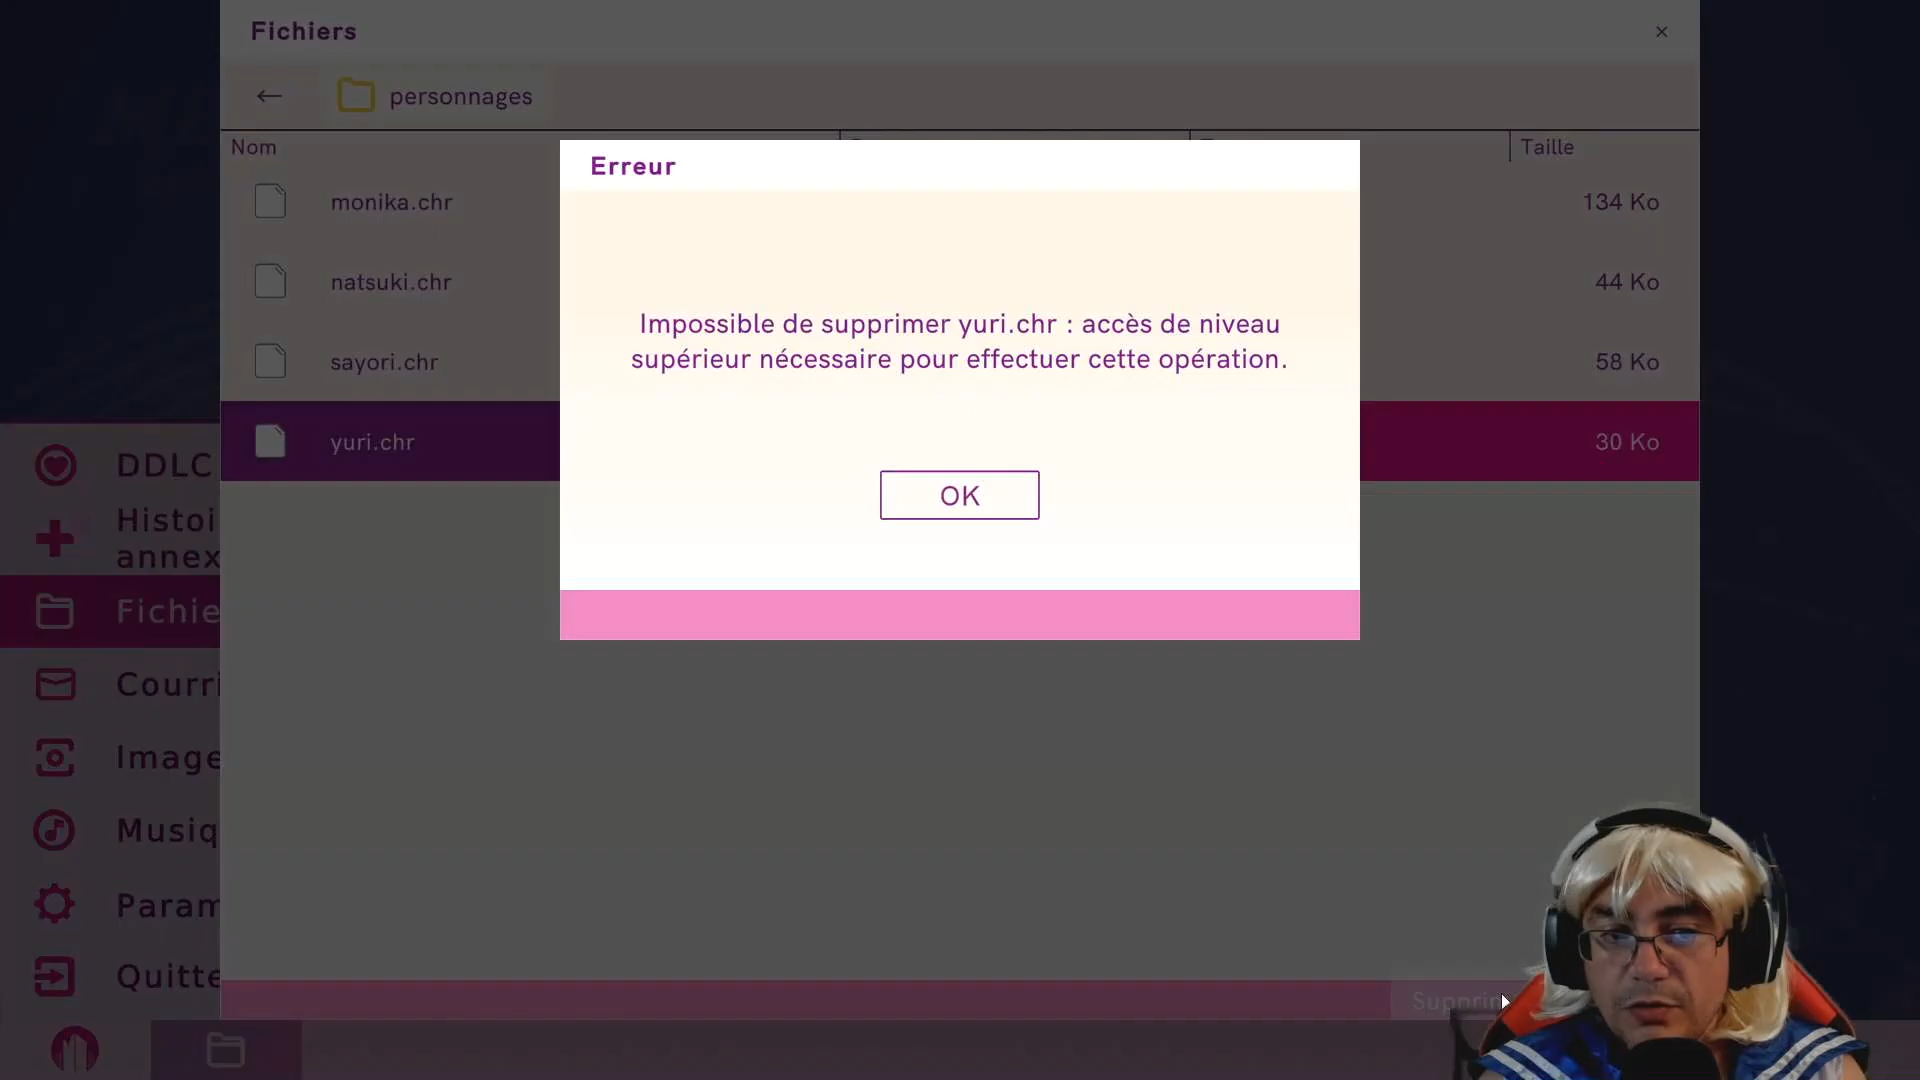 Fichiers
personnages
Nom
Taille
monika.chr
134 Ko
natsuki.chr
44 Ko
sayori.chr
58 Ko
yuri.chr
30 Ko
Erreur
Impossible de supprimer yuri.chr : accès de niveau
supérieur nécessaire pour effectuer cette opération.
OK
DDLC
Histoi
annex
Fichie
Courri
Image
Musiq
Param
Quitte
Supprim